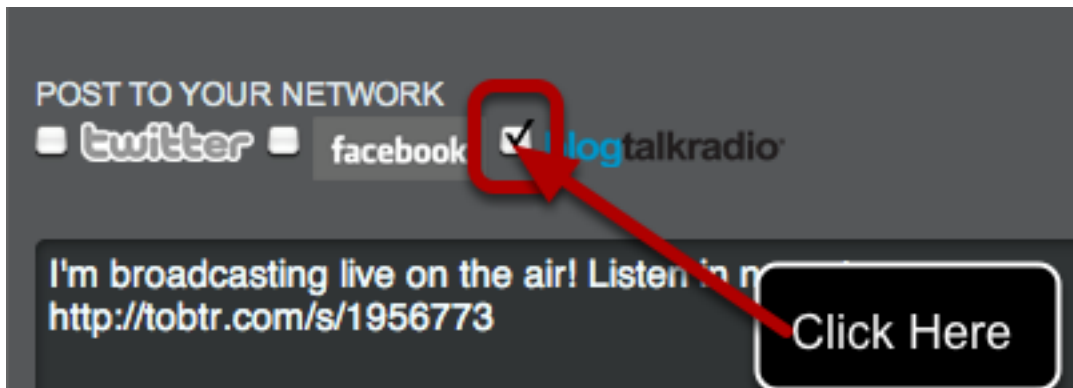 POST TO YOUR NETWORK
twitter facebook blogtalkradio
I'm broadcasting live on the air! Listen in
http://tobtr.com/s/1956773
Click Here